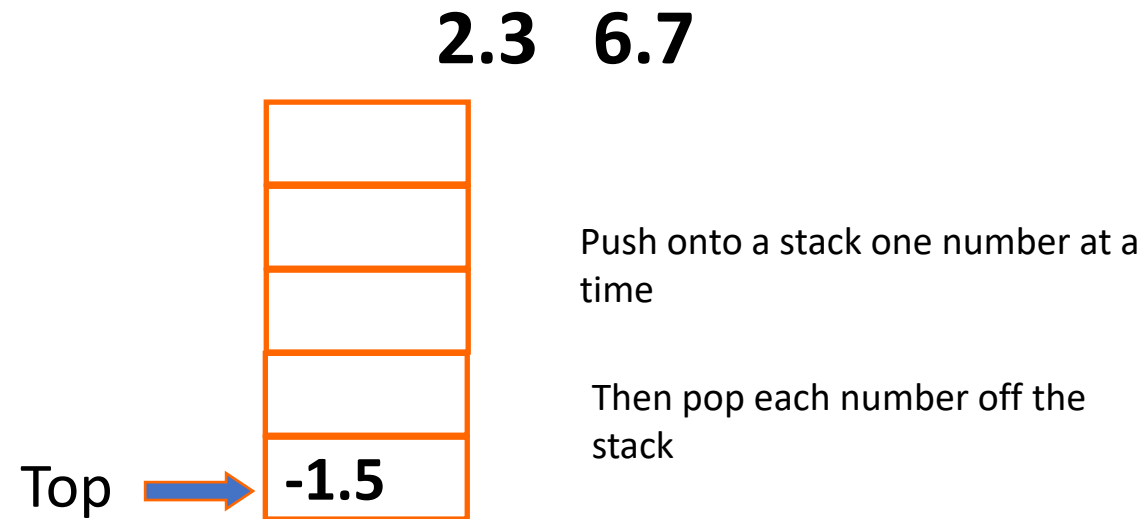 2.3 6.7
Push onto a stack one number at a
time
Then pop each number off the
stack
Top
-1.5